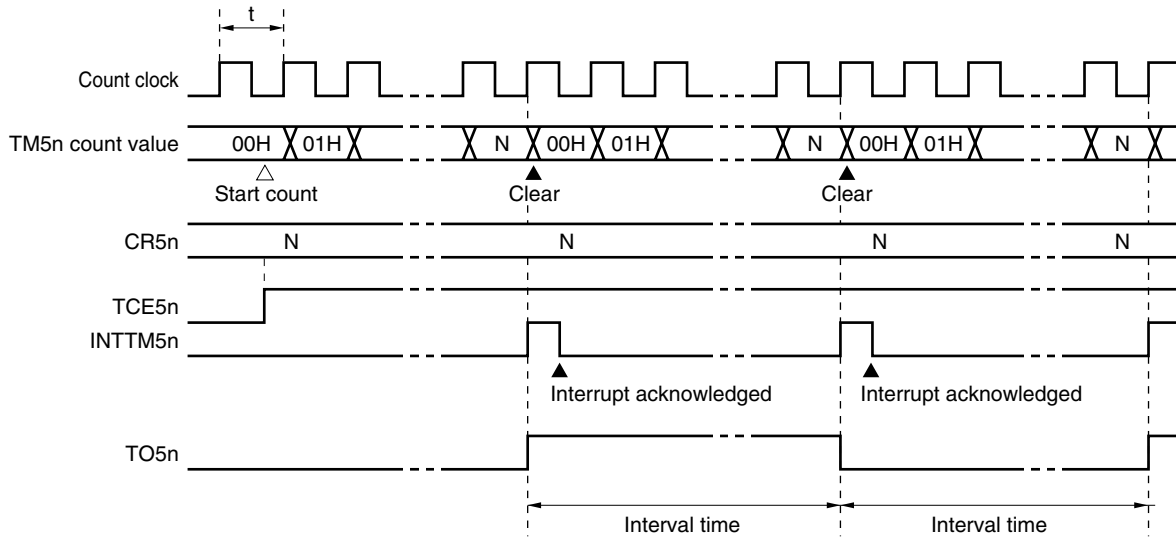 t
Count clock
TM5n count value 00H 01H N 00H 01H N 00H 01H N
Start count Clear Clear
CR5n N N N N
TCE5n
INTTM5n
Interrupt acknowledged Interrupt acknowledged
TO5n
Interval time Interval time